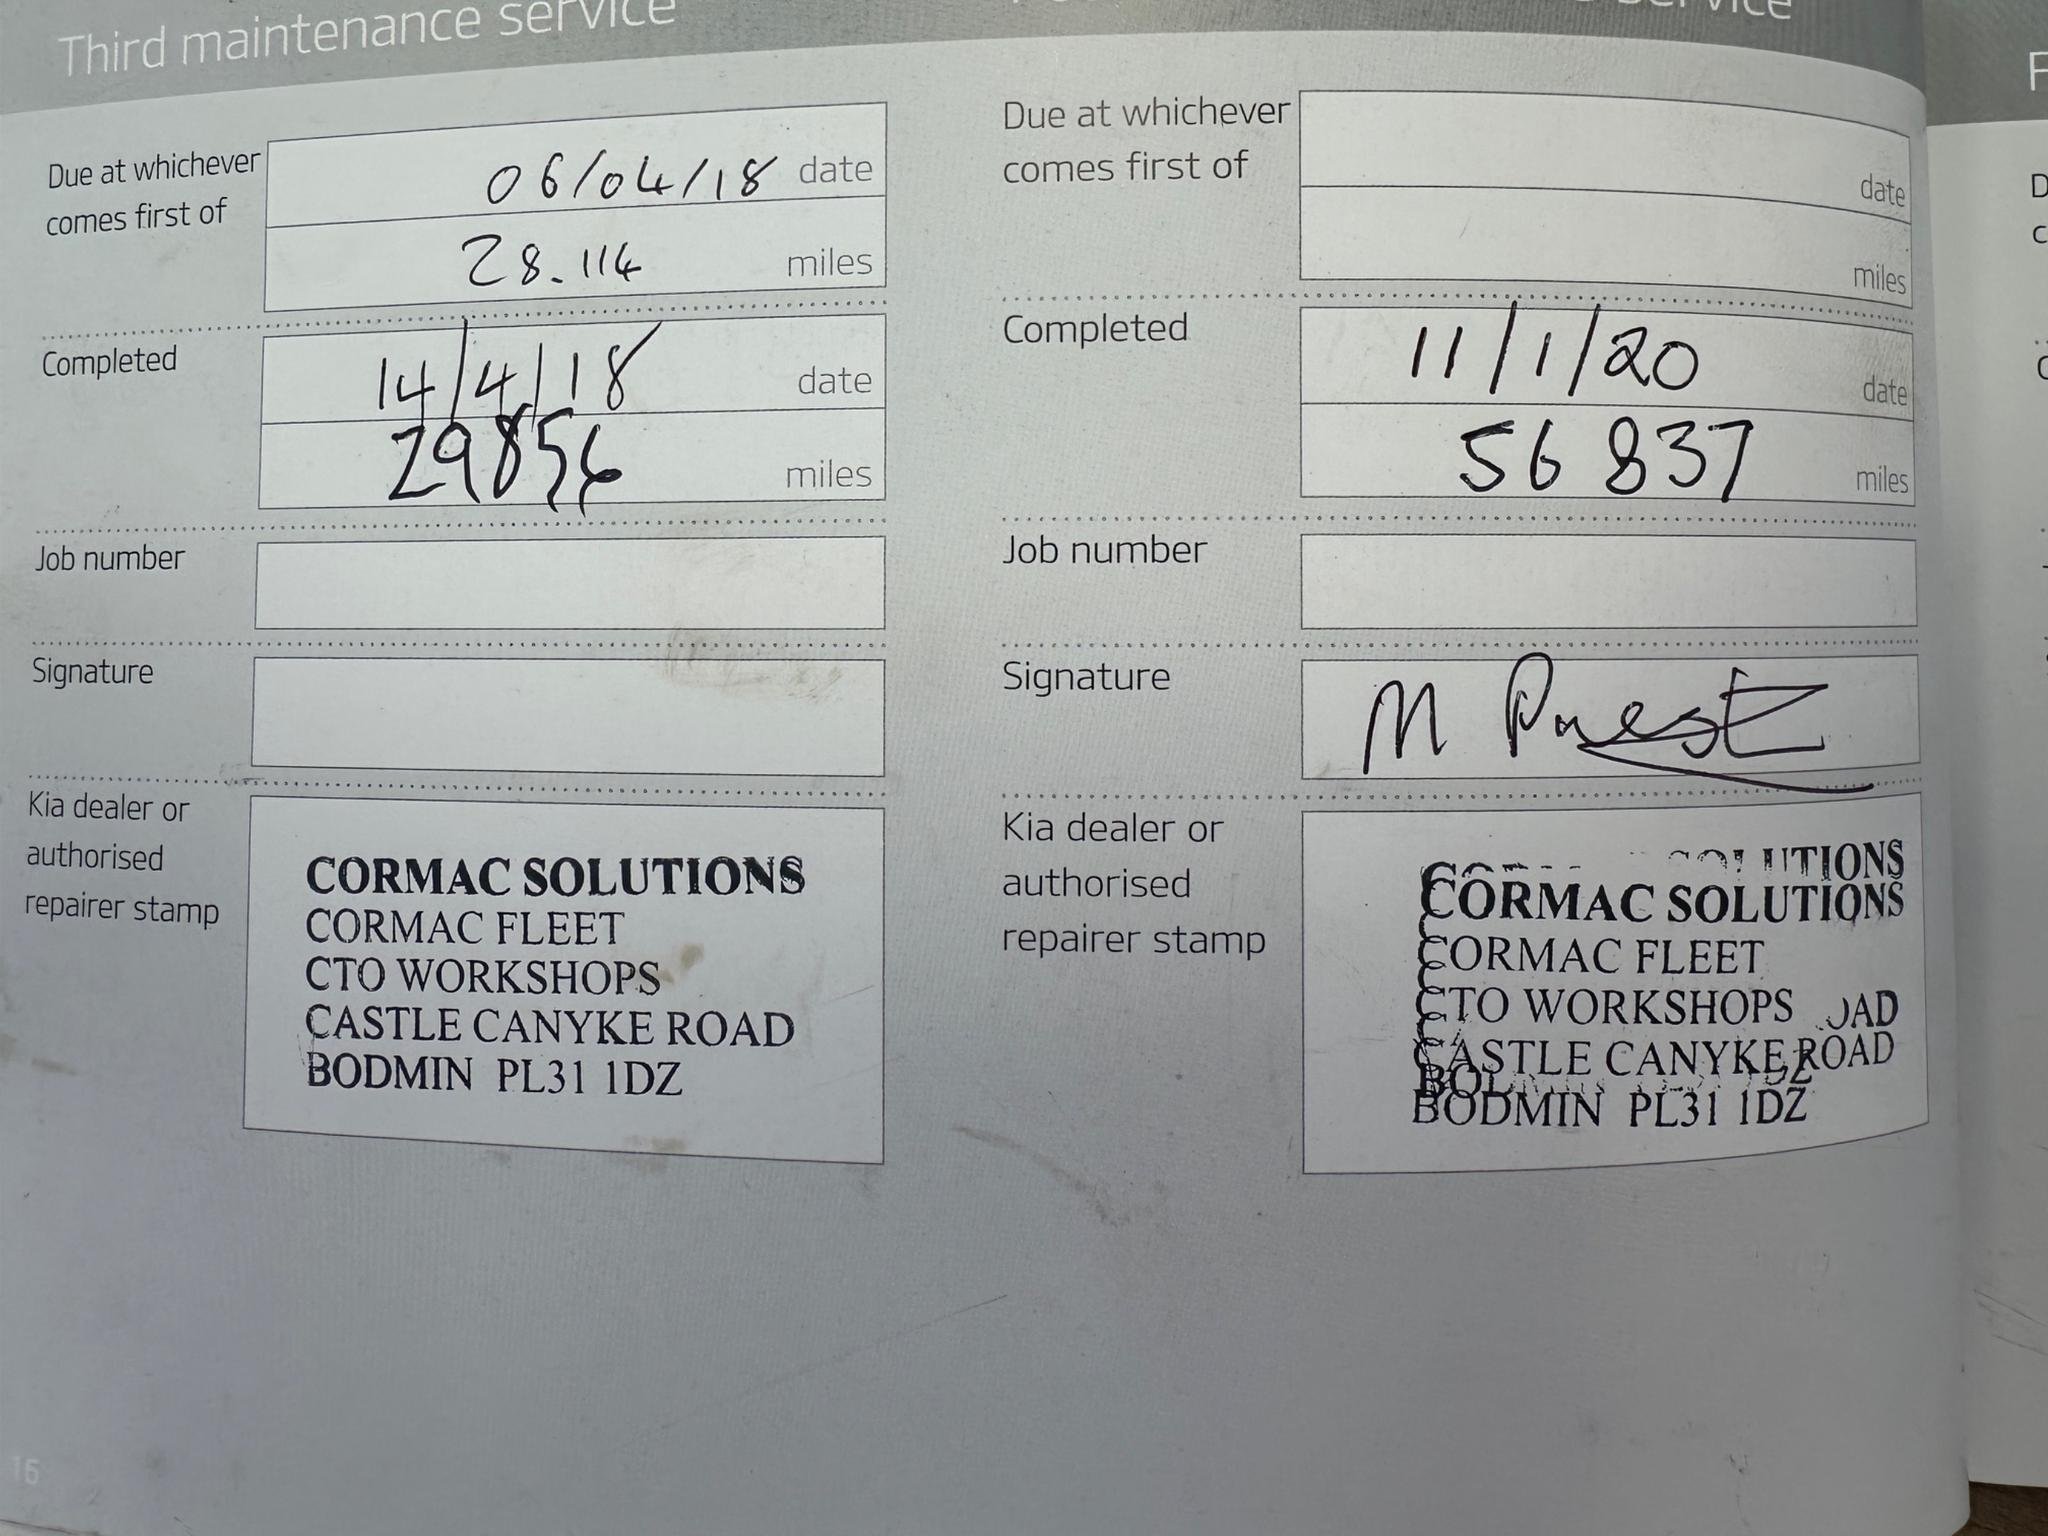 Third maintenance service
service
Due at whichever
comes first of
06/04/18 date
28.114 miles
Completed
14/4/18 date
29856 miles
Job number
Signature
Kia dealer or
authorised
repairer stamp
CORMAC SOLUTIONS
CORMAC FLEET
CTO WORKSHOPS
CASTLE CANYKE ROAD
BODMIN PL31 1DZ
16
Due at whichever
comes first of
date
miles
Completed
11/1/20 date
56 837 miles
Job number
Signature
M Priest
Kia dealer or
authorised
repairer stamp
SOLUTIONS
CORMAC SOLUTIONS
CORMAC FLEET
CTO WORKSHOPS
CASTLE CANYKE ROAD
BODMIN PL31 1DZ